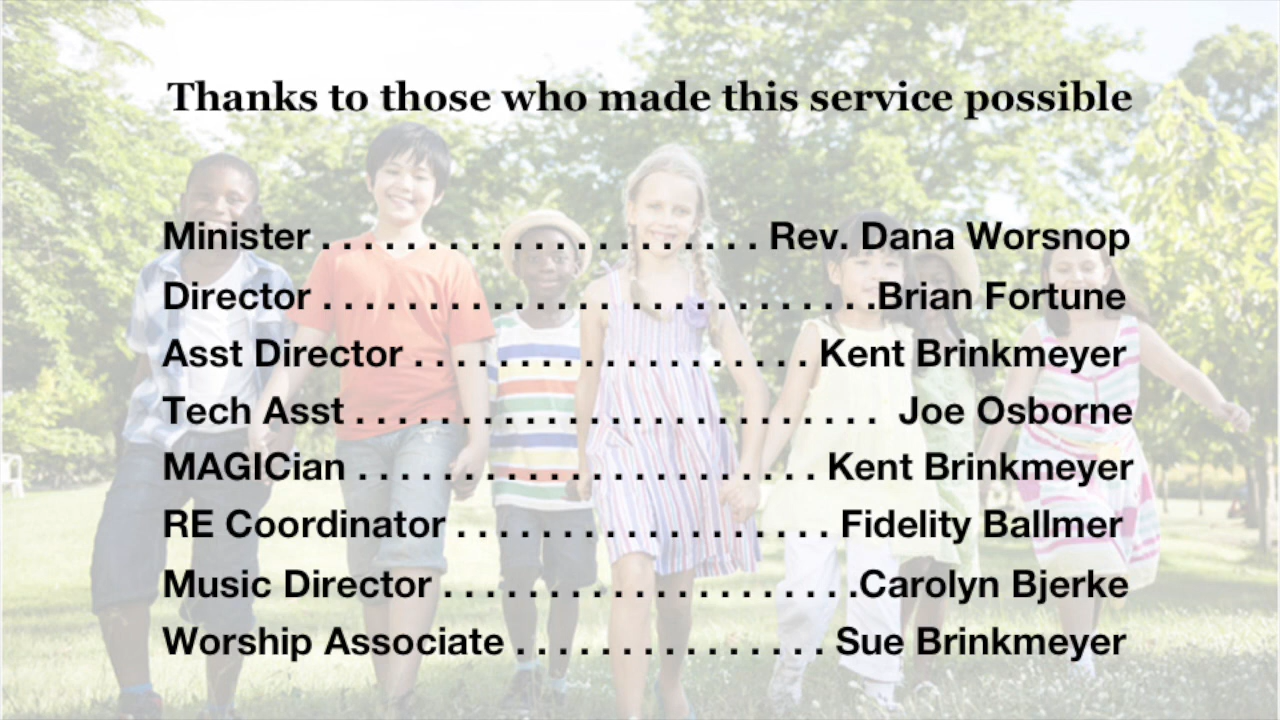 Thanks to those who made this service possible
Minister . . . . . . . . . . . . . . . . . . . . . Rev. Dana Worsnop
Director . . . . . . . . . . . . . . . . . . . . . . . . . .Brian Fortune
Asst Director . . . . . . . . . . . . . . . . . . . Kent Brinkmeyer
Tech Asst . . . . . . . . . . . . . . . . . . . . . . . . . Joe Osborne
MAGICian . . . . . . . . . . . . . . . . . . . . . . Kent Brinkmeyer
RE Coordinator . . . . . . . . . . . . . . . . . . Fidelity Ballmer
Music Director . . . . . . . . . . . . . . . . . . . .Carolyn Bjerke
Worship Associate . . . . . . . . . . . . . . . Sue Brinkmeyer